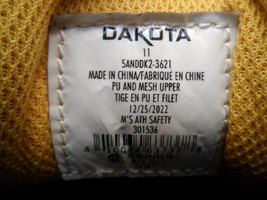 DAKOTA
11
5ANDDK2-3621
MADE IN CHINA/FABRIQUÉ EN CHINE
PU AND MESH UPPER
TIGE EN PU ET FILET
12/25/2022
M'S ATH SAFETY
301536